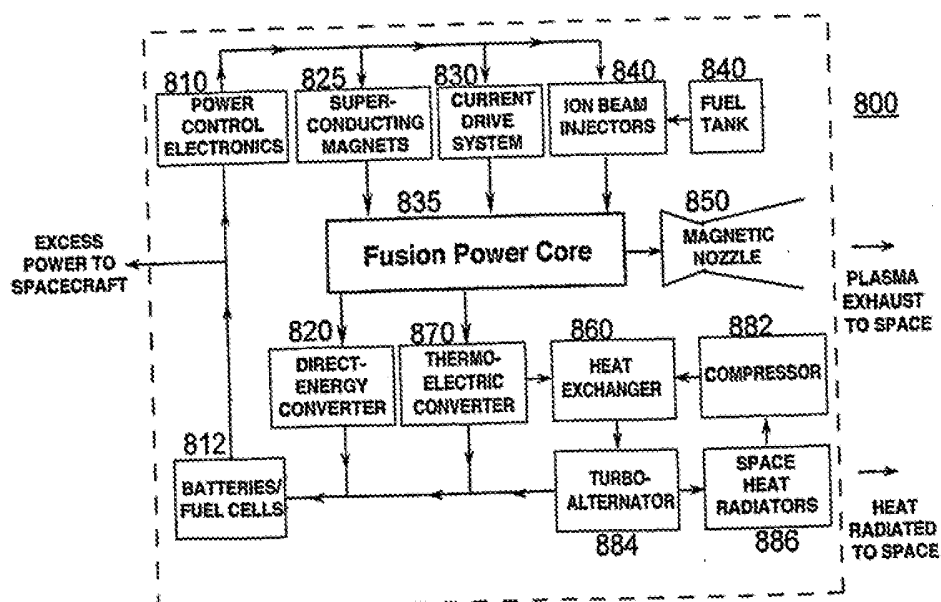 810
825
830
840
840
800
POWER
CONTROL
ELECTRONICS
SUPER-
CONDUCTING
MAGNETS
CURRENT
DRIVE
SYSTEM
ION BEAM
INJECTORS
FUEL
TANK
835
850
Fusion Power Core
MAGNETIC
NOZZLE
EXCESS
POWER TO
SPACECRAFT
PLASMA
EXHAUST
TO SPACE
820
870
860
882
DIRECT-
ENERGY
CONVERTER
THERMO-
ELECTRIC
CONVERTER
HEAT
EXCHANGER
COMPRESSOR
812
BATTERIES/
FUEL CELLS
TURBO-
ALTERNATOR
SPACE
HEAT
RADIATORS
884
886
HEAT
RADIATED
TO SPACE